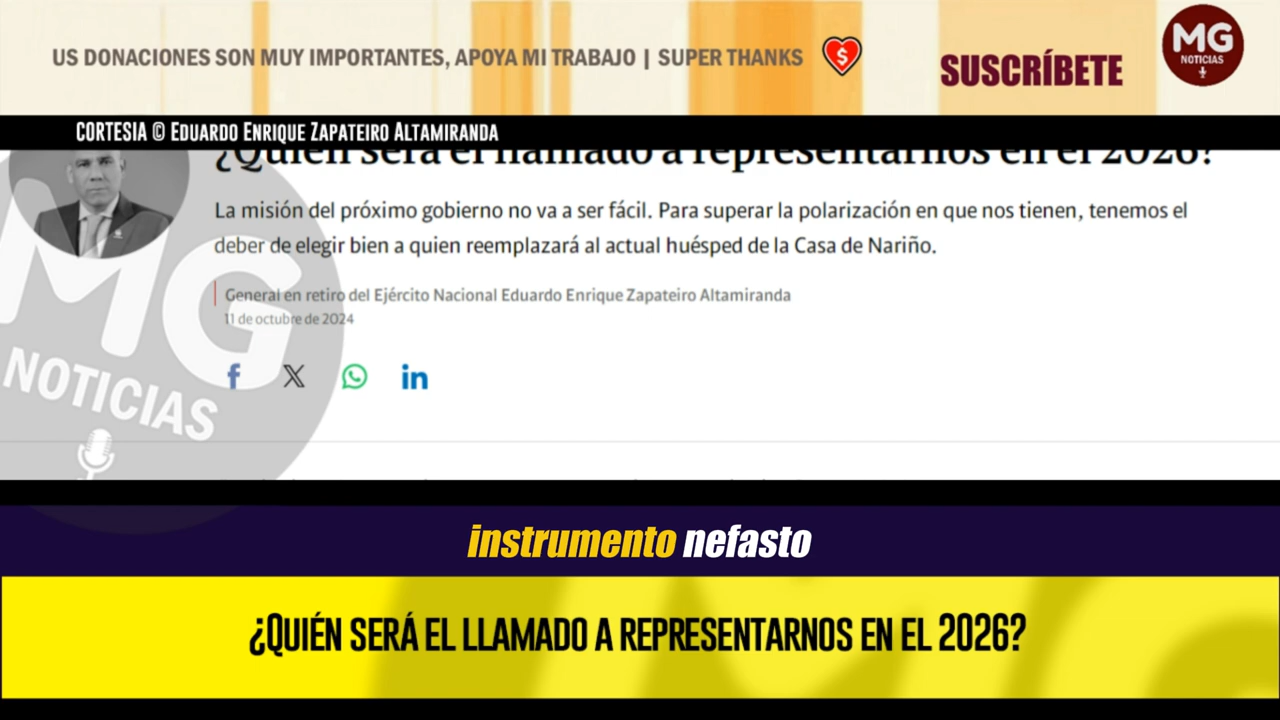 US DONACIONES SON MUY IMPORTANTES, APOYA MI TRABAJO | SUPER THANKS
SUSCRÍBETE
MG
NOTICIAS
CORTESIA © EDUARDO ENRIQUE ZAPATEIRO ALTAMIRANDA
¿Quién será el llamado a representarnos en el 2026?
La misión del próximo gobierno no va a ser fácil. Para superar la polarización en que nos tienen, tenemos el
deber de elegir bien a quien reemplazará al actual huésped de la Casa de Nariño.
General en retiro del Ejército Nacional Eduardo Enrique Zapateiro Altamiranda
11 de octubre de 2024
MG
NOTICIAS
instrumento nefasto
¿QUIÉN SERÁ EL LLAMADO A REPRESENTARNOS EN EL 2026?